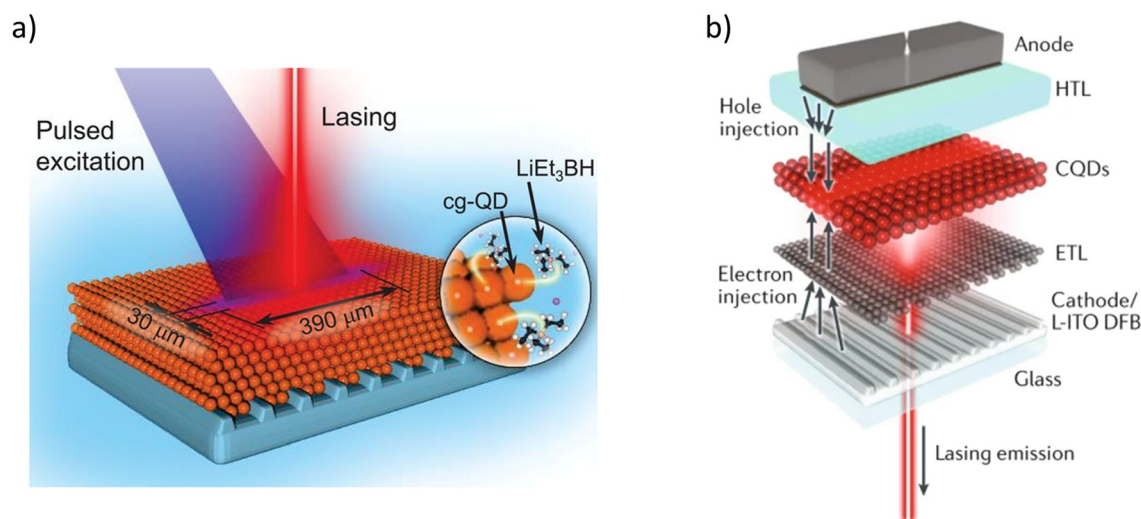 a)
Pulsed
excitation
Lasing
LiEt₃BH
cg-QD
30 μm
390 μm
b)
Anode
HTL
Hole
injection
CQDs
ETL
Electron
injection
Cathode/
L-ITO DFB
Glass
Lasing emission